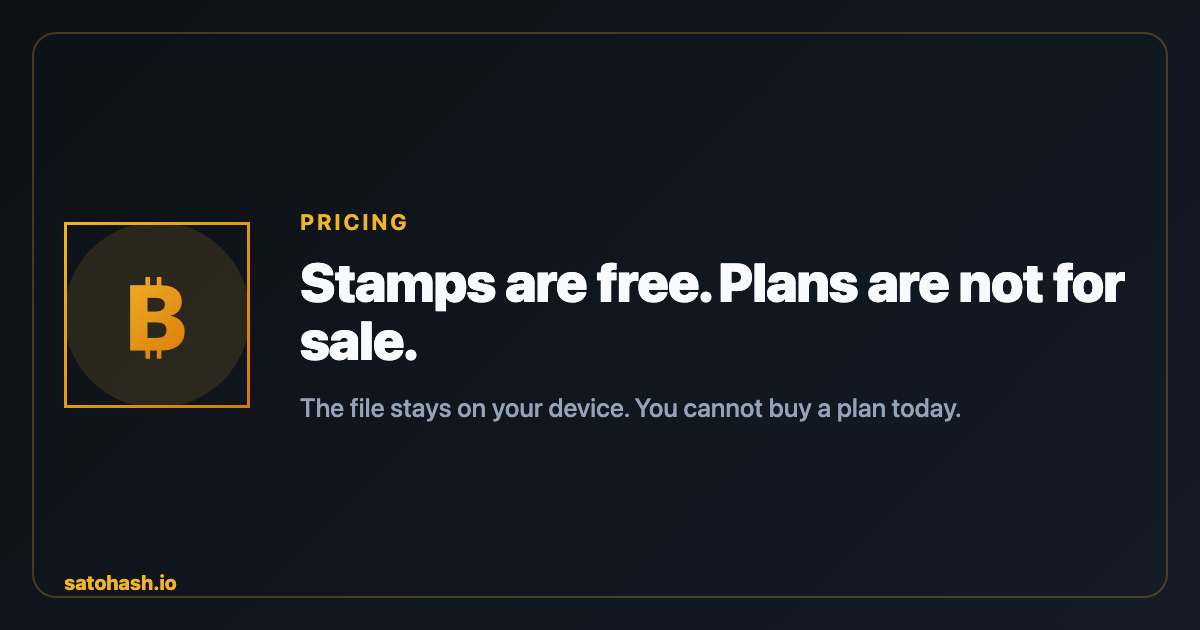 PRICING
Stamps are free. Plans are not for
sale.
The file stays on your device. You cannot buy a plan today.
satohash.io